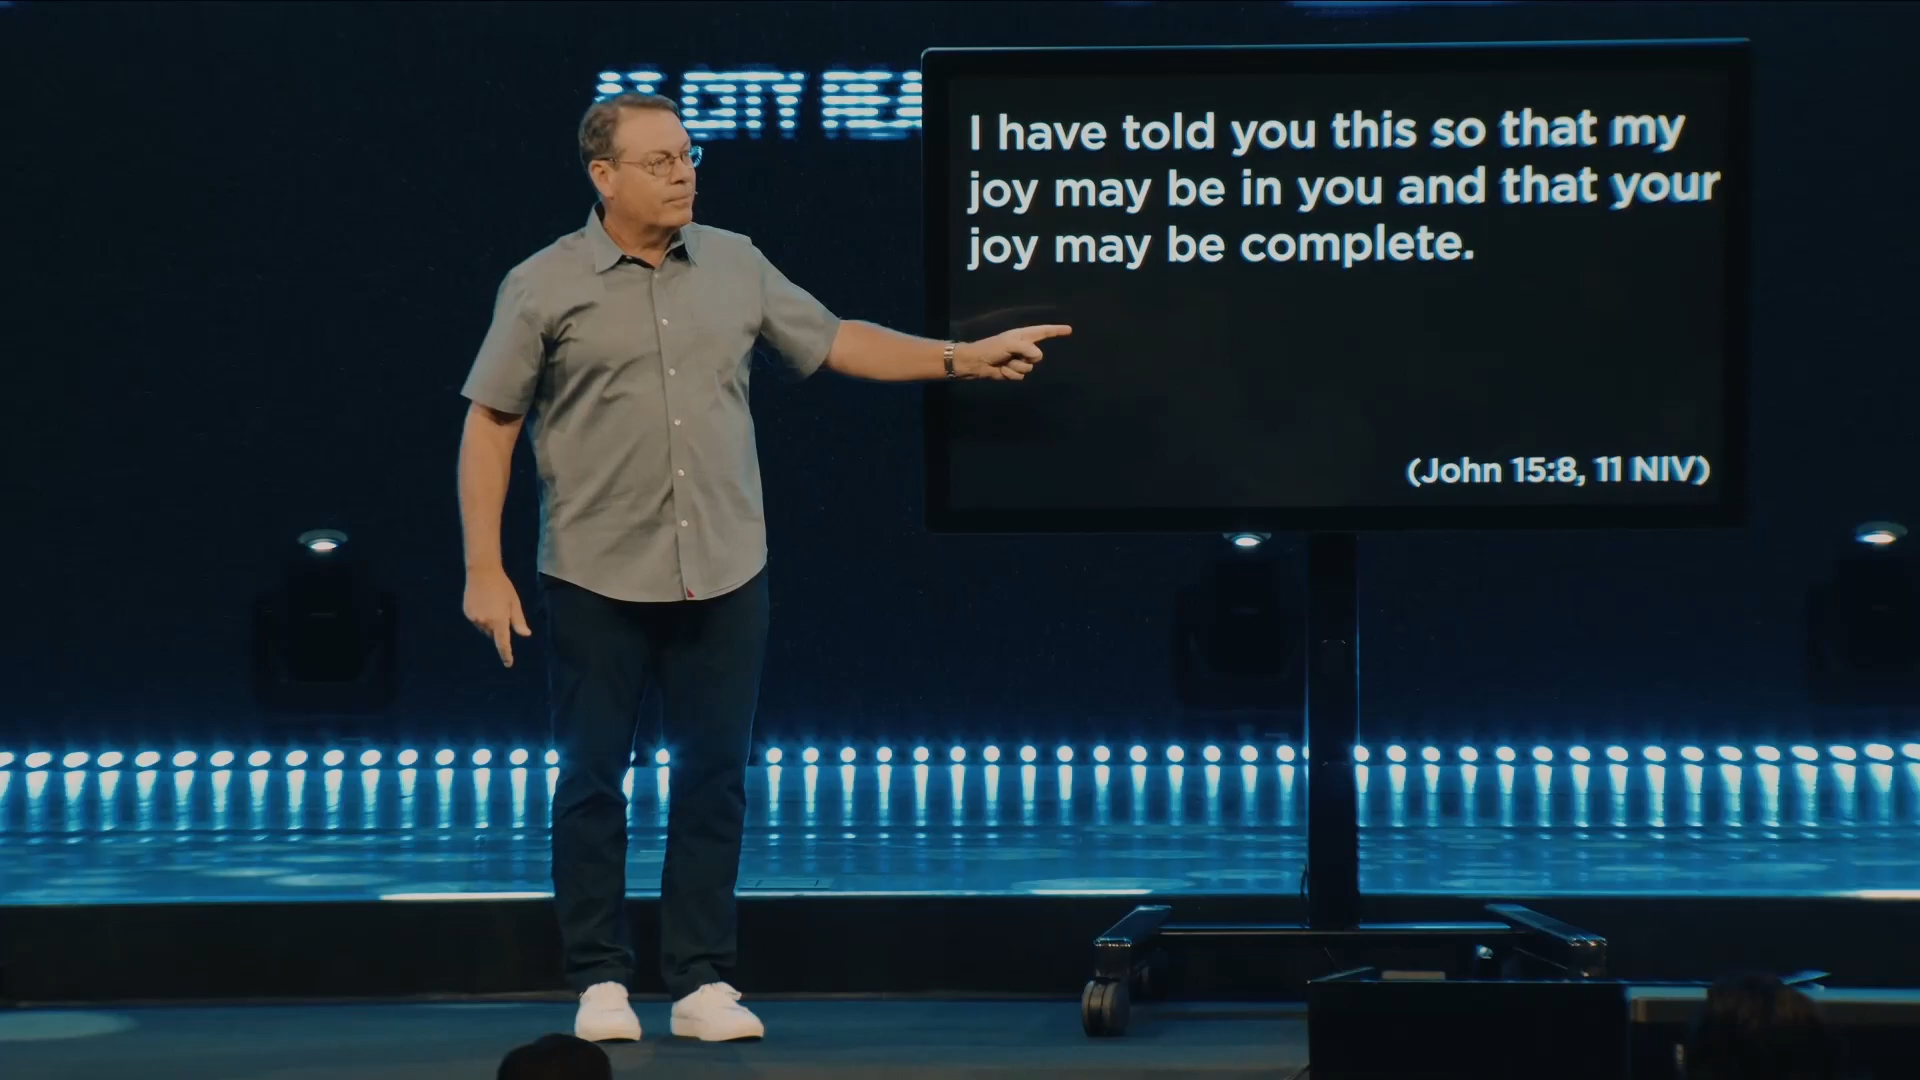 CITY
I have told you this so that my
joy may be in you and that your
joy may be complete.
(John 15:8, 11 NIV)